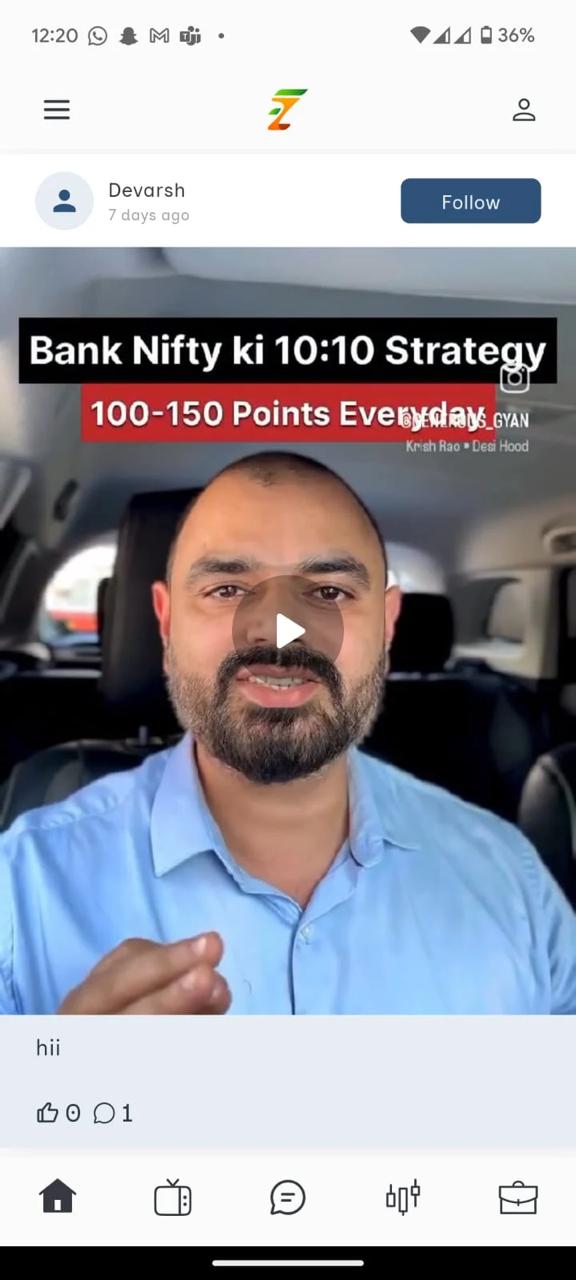 12:20
36%
Devarsh
7 days ago
Follow
Bank Nifty ki 10:10 Strategy
100-150 Points Everyday
@GENEROUS_GYAN
Krish Rao • Desi Hood
hii
0 1